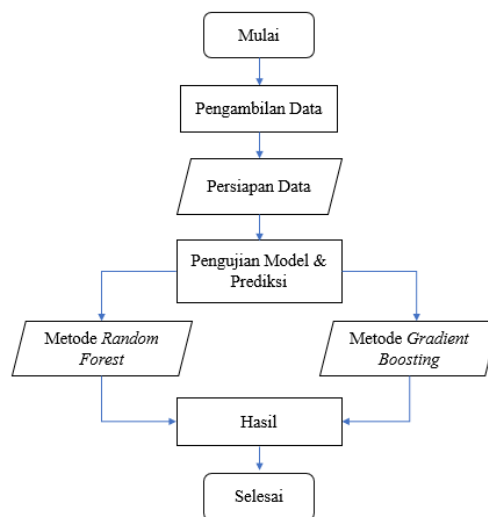 Mulai
Pengambilan Data
Persiapan Data
Pengujian Model &
Prediksi
Metode Random
Forest
Metode Gradient
Boosting
Hasil
Selesai